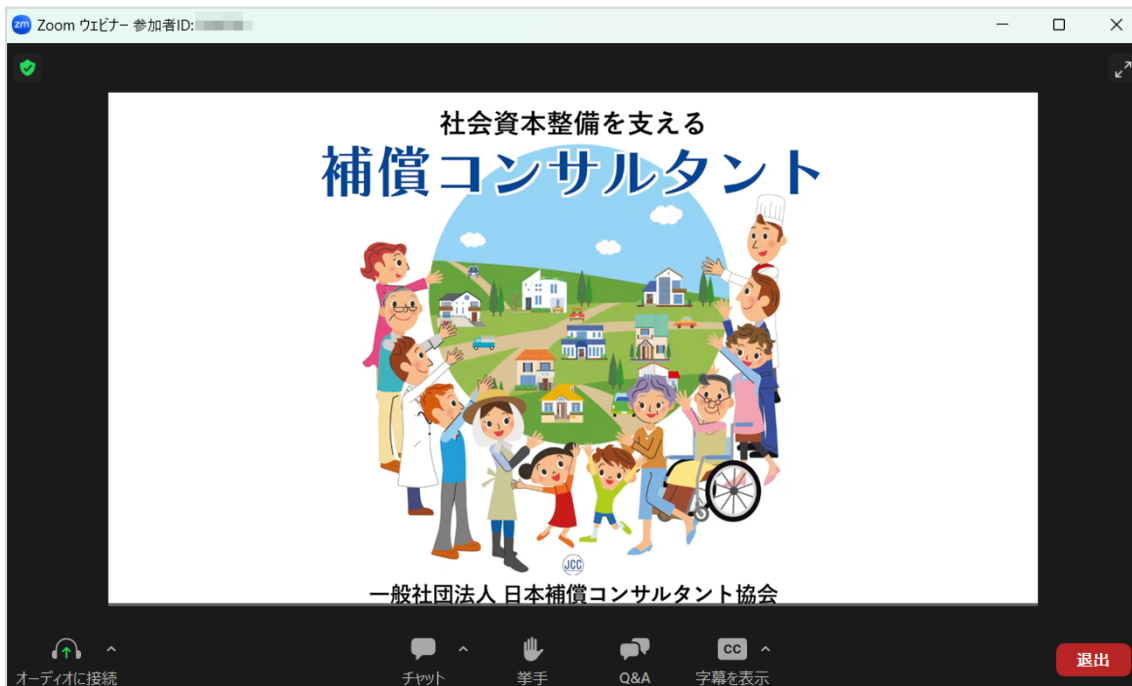 zm Zoom ウェビナー 参加者ID:
社会資本整備を支える
補償コンサルタント
JCC
一般社団法人 日本補償コンサルタント協会
オーディオに接続
チャット
挙手
Q&A
CC
字幕を表示
退出